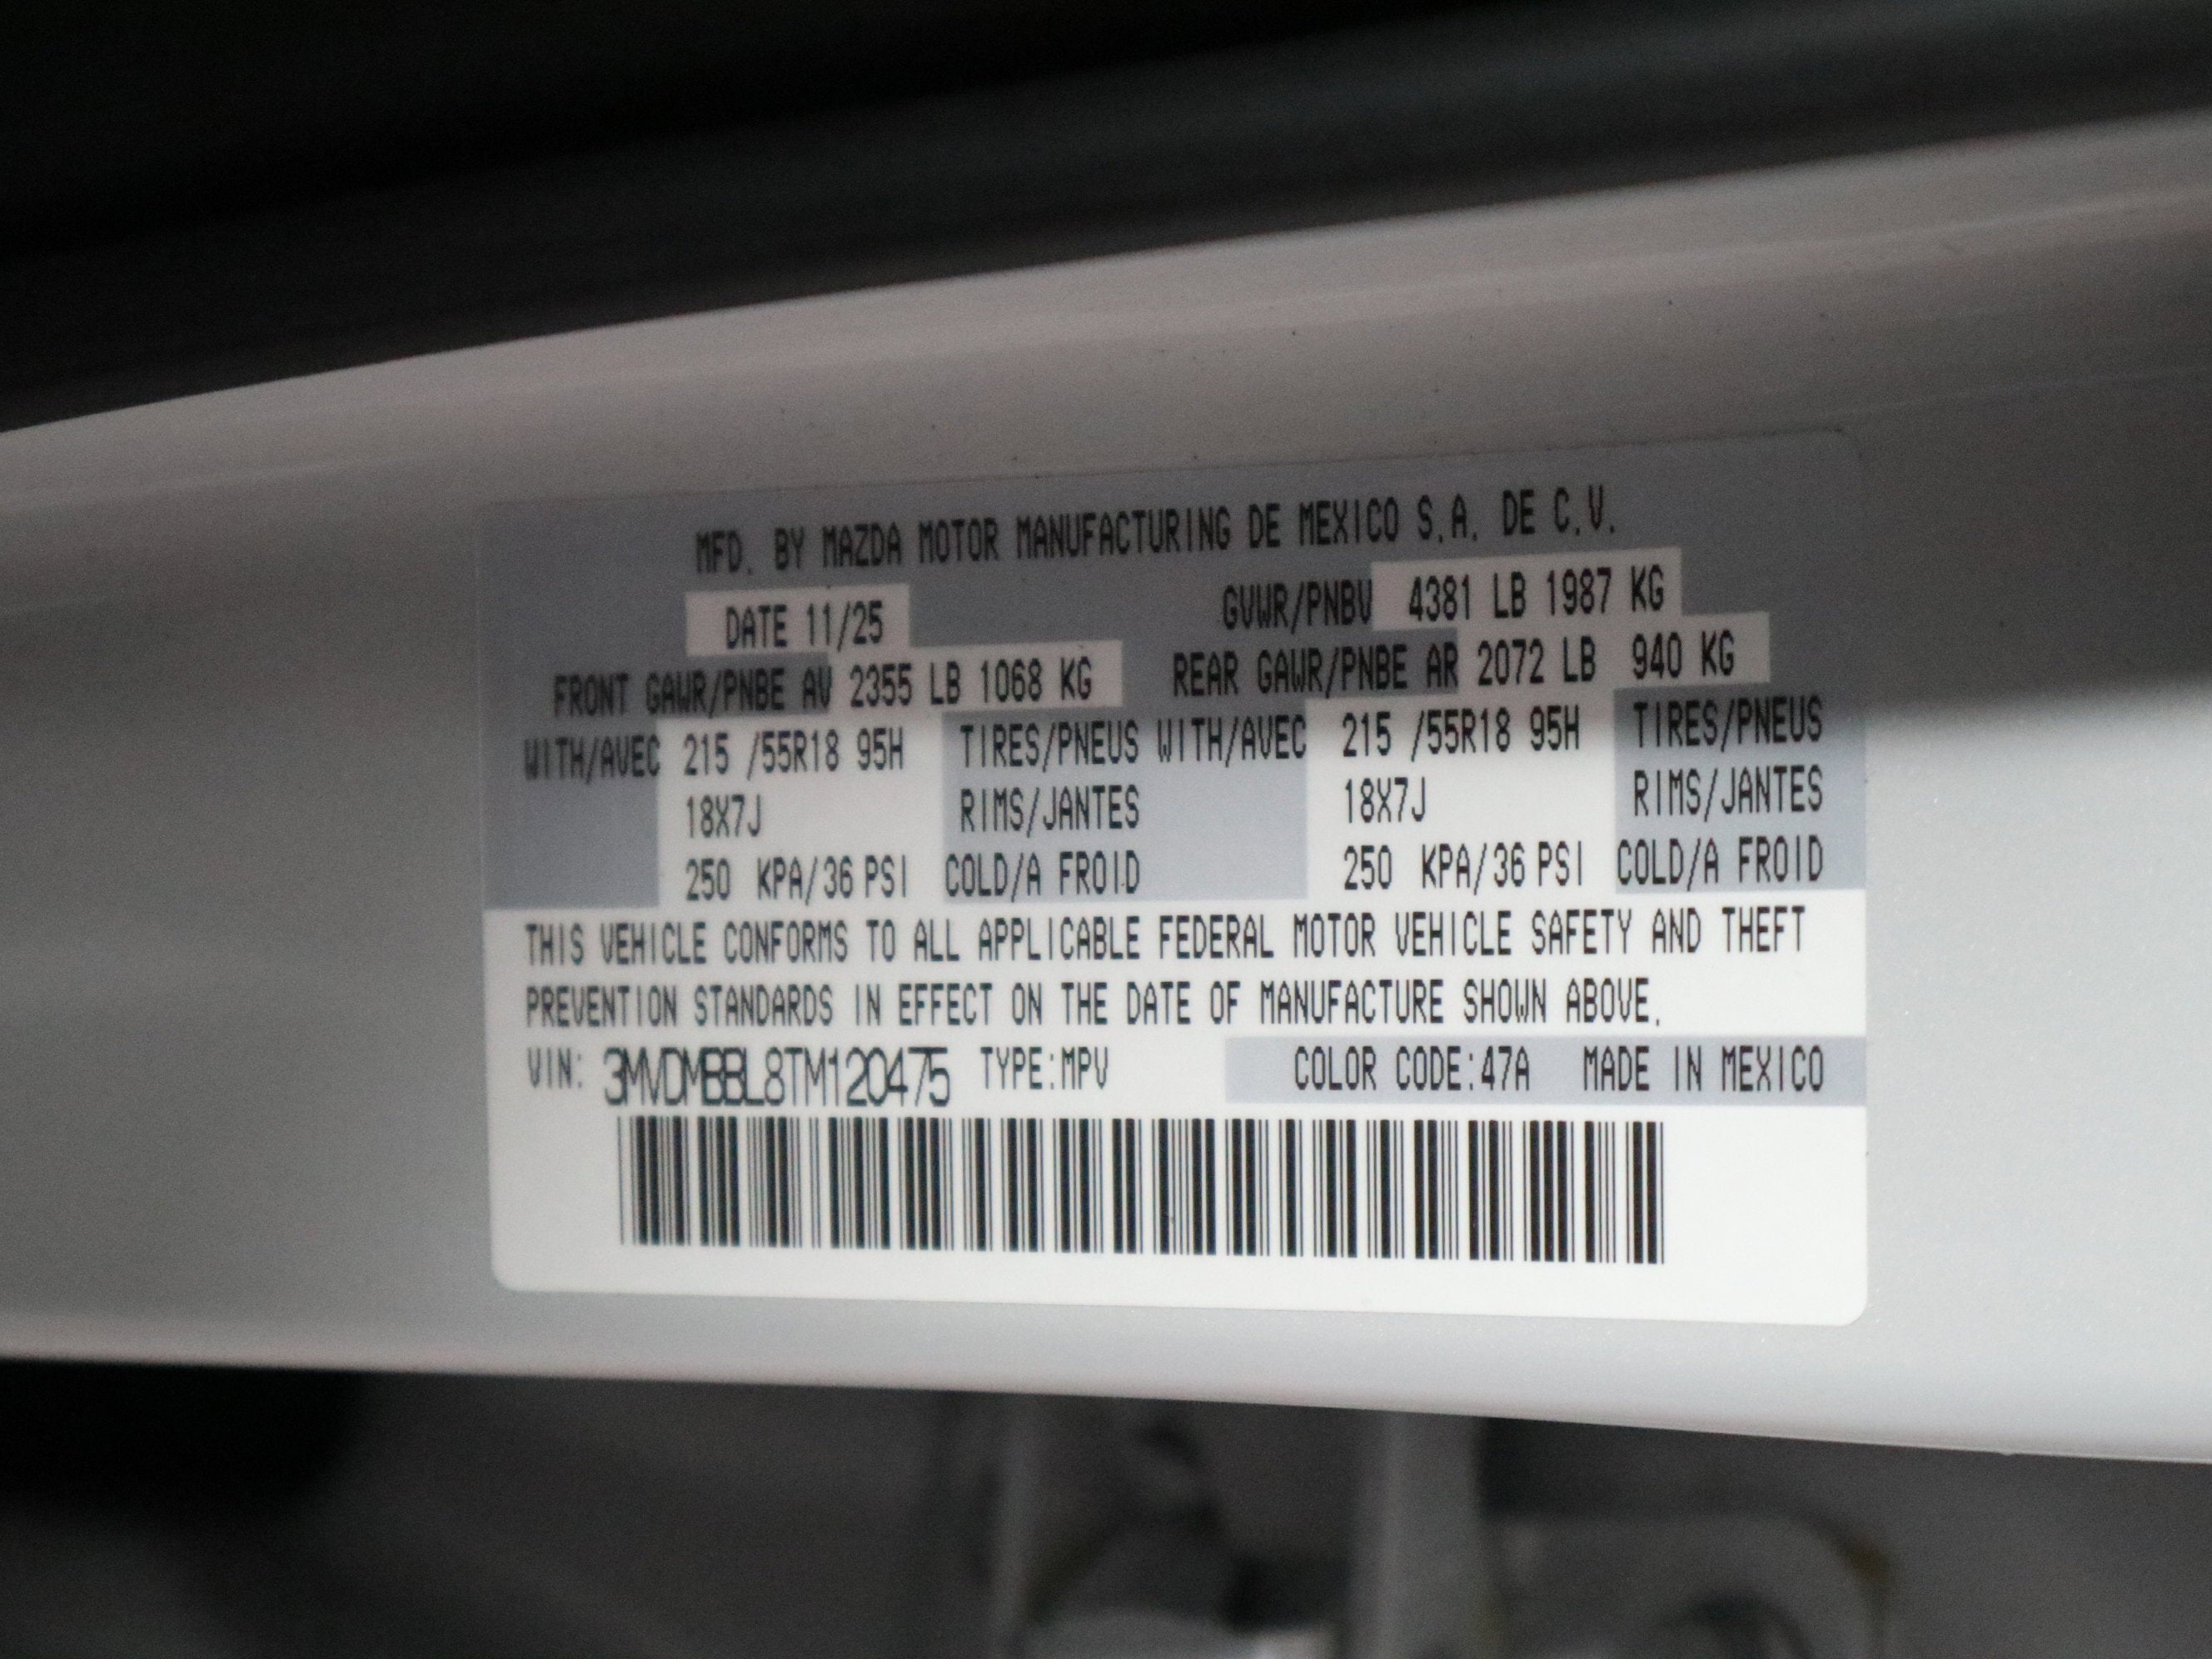 MFD. BY MAZDA MOTOR MANUFACTURING DE MEXICO S.A. DE C.V.
DATE 11/25 GVWR/PNBV 4381 LB 1987 KG
FRONT GAWR/PNBE AV 2355 LB 1068 KG REAR GAWR/PNBE AR 2072 LB 940 KG
WITH/AVEC 215 /55R18 95H TIRES/PNEUS WITH/AVEC 215 /55R18 95H TIRES/PNEUS
18X7J RIMS/JANTES 18X7J RIMS/JANTES
250 KPA/36 PSI COLD/A FROID 250 KPA/36 PSI COLD/A FROID
THIS VEHICLE CONFORMS TO ALL APPLICABLE FEDERAL MOTOR VEHICLE SAFETY AND THEFT
PREVENTION STANDARDS IN EFFECT ON THE DATE OF MANUFACTURE SHOWN ABOVE.
VIN: 3MVDMBBL8TM120475 TYPE:MPV COLOR CODE:47A MADE IN MEXICO